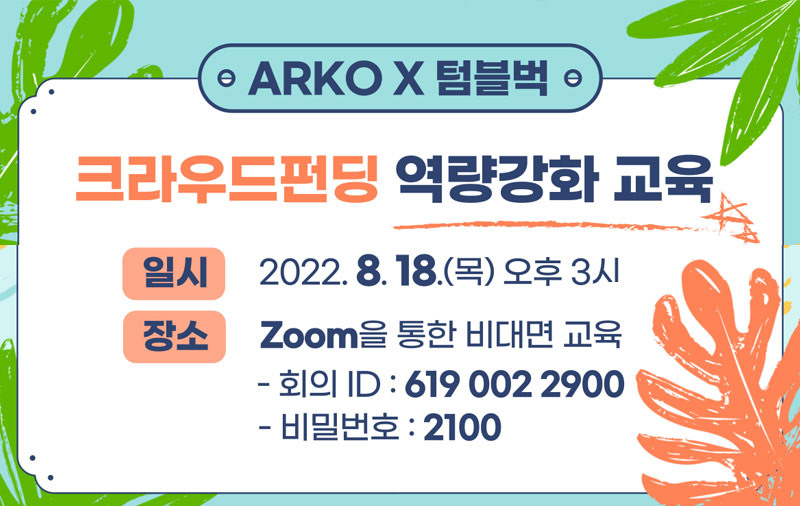 ARKO X 텀블벅
크라우드펀딩 역량강화 교육
일시 2022. 8. 18.(목) 오후 3시
장소 Zoom을 통한 비대면 교육
- 회의 ID : 619 002 2900
- 비밀번호 : 2100